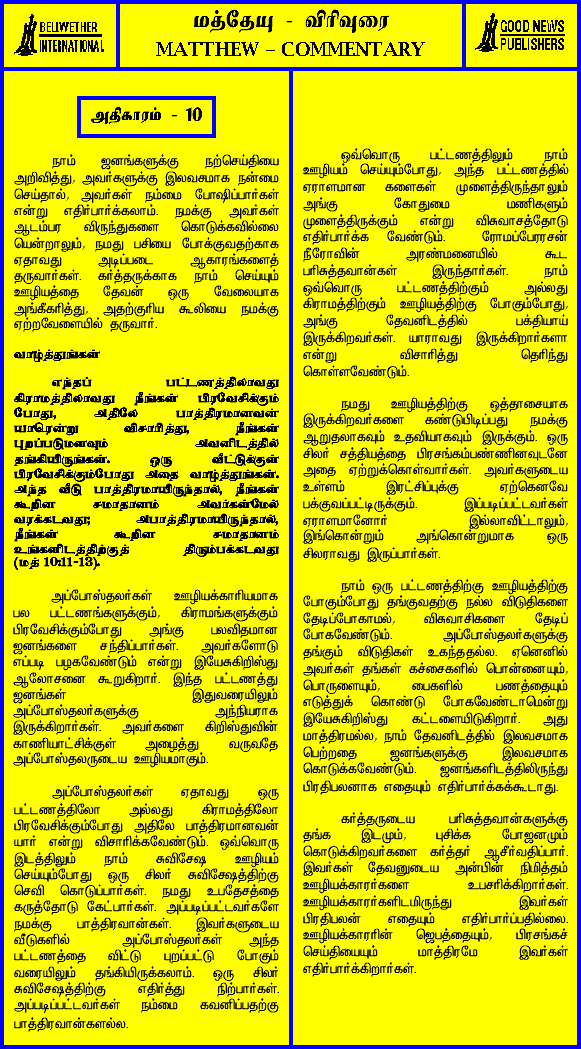 BELLWETHER
INTERNATIONAL
மத்தேயு - விரிவுரை
MATTHEW – COMMENTARY
GOOD NEWS
PUBLISHERS
அதிகாரம் - 10
நாம் ஜனங்களுக்கு நற்செய்தியை
அறிவித்து, அவர்களுக்கு இலவசமாக நன்மை
செய்தால், அவர்கள் நம்மை போஷிப்பார்கள்
என்று எதிர்பார்க்கலாம். நமக்கு அவர்கள்
ஆடம்பர விருந்துகளை கொடுக்கவில்லை
யென்றாலும், நமது பசியை போக்குவதற்காக
ஏதாவது அடிப்படை ஆகாரங்களைத்
தருவார்கள். கர்த்தருக்காக நாம் செய்யும்
ஊழியத்தை தேவன் ஒரு வேலையாக
அங்கீகரித்து, அதற்குரிய கூலியை நமக்கு
ஏற்றவேளையில் தருவார்.
வாழ்த்துங்கள்
எந்தப் பட்டணத்திலாவது
கிராமத்திலாவது நீங்கள் பிரவேசிக்கும்
போது, அதிலே பாத்திரமானவன்
யாரென்று விசாரித்து, நீங்கள்
புறப்படுமளவும் அவனிடத்தில்
தங்கியிருங்கள். ஒரு வீட்டுக்குள்
பிரவேசிக்கும்போது அதை வாழ்த்துங்கள்.
அந்த வீடு பாத்திரமாயிருந்தால், நீங்கள்
கூறின சமாதானம் அவர்கள்மேல்
வரக்கடவது; அபாத்திரமாயிருந்தால்,
நீங்கள் கூறின சமாதானம்
உங்களிடத்திற்குத் திரும்பக்கடவது
(மத் 10:11-13).
அப்போஸ்தலர்கள் ஊழியக்காரியமாக
பல பட்டணங்களுக்கும், கிராமங்களுக்கும்
பிரவேசிக்கும்போது அங்கு பலவிதமான
ஜனங்களை சந்திப்பார்கள். அவர்களோடு
எப்படி பழகவேண்டும் என்று இயேசுகிறிஸ்து
ஆலோசனை கூறுகிறார். இந்த பட்டணத்து
ஜனங்கள் இதுவரையிலும்
அப்போஸ்தலர்களுக்கு அந்நியராக
இருக்கிறார்கள். அவர்களை கிறிஸ்துவின்
காணியாட்சிக்குள் அழைத்து வருவதே
அப்போஸ்தலருடைய ஊழியமாகும்.
அப்போஸ்தலர்கள் ஏதாவது ஒரு
பட்டணத்திலோ அல்லது கிராமத்திலோ
பிரவேசிக்கும்போது அதிலே பாத்திரமானவன்
யார் என்று விசாரிக்கவேண்டும். ஒவ்வொரு
இடத்திலும் நாம் சுவிசேஷ ஊழியம்
செய்யும்போது ஒரு சிலர் சுவிசேஷத்திற்கு
செவி கொடுப்பார்கள். நமது உபதேசத்தை
கருத்தோடு கேட்பார்கள். அப்படிப்பட்டவர்களே
நமக்கு பாத்திரவான்கள். இவர்களுடைய
வீடுகளில் அப்போஸ்தலர்கள் அந்த
பட்டணத்தை விட்டு புறப்பட்டு போகும்
வரையிலும் தங்கியிருக்கலாம். ஒரு சிலர்
சுவிசேஷத்திற்கு எதிர்த்து நிற்பார்கள்.
அப்படிப்பட்டவர்கள் நம்மை கவனிப்பதற்கு
பாத்திரவான்களல்ல.
ஒவ்வொரு பட்டணத்திலும் நாம்
ஊழியம் செய்யும்போது, அந்த பட்டணத்தில்
ஏராளமான களைகள் முளைத்திருந்தாலும்
அங்கு கோதுமை மணிகளும்
முளைத்திருக்கும் என்று விசுவாசத்தோடு
எதிர்பார்க்க வேண்டும். ரோமப்பேரரசன்
நீரோவின் அரண்மனையில் கூட
பரிசுத்தவான்கள் இருந்தார்கள். நாம்
ஒவ்வொரு பட்டணத்திற்கும் அல்லது
கிராமத்திற்கும் ஊழியத்திற்கு போகும்போது,
அங்கு தேவனிடத்தில் பக்தியாய்
இருக்கிறவர்கள். யாராவது இருக்கிறார்களா
என்று விசாரித்து தெரிந்து
கொள்ளவேண்டும்.
நமது ஊழியத்திற்கு ஒத்தாசையாக
இருக்கிறவர்களை கண்டுபிடிப்பது நமக்கு
ஆறுதலாகவும் உதவியாகவும் இருக்கும். ஒரு
சிலர் சத்தியத்தை பிரசங்கம்பண்ணினவுடனே
அதை ஏற்றுக்கொள்வார்கள். அவர்களுடைய
உள்ளம் இரட்சிப்புக்கு ஏற்கெனவே
பக்குவப்பட்டிருக்கும். இப்படிப்பட்டவர்கள்
ஏராளமானோர் இல்லாவிட்டாலும்,
இங்கொன்றும் அங்கொன்றுமாக ஒரு
சிலராவது இருப்பார்கள்.
நாம் ஒரு பட்டணத்திற்கு ஊழியத்திற்கு
போகும்போது தங்குவதற்கு நல்ல விடுதிகளை
தேடிப்போகாமல், விசுவாசிகளை தேடிப்
போகவேண்டும். அப்போஸ்தலர்களுக்கு
தங்கும் விடுதிகள் உகந்ததல்ல. ஏனெனில்
அவர்கள் தங்கள் கச்சைகளில் பொன்னையும்,
பொருளையும், பைகளில் பணத்தையும்
எடுத்துக் கொண்டு போகவேண்டாமென்று
இயேசுகிறிஸ்து கட்டளையிடுகிறார். அது
மாத்திரமல்ல, நாம் தேவனிடத்தில் இலவசமாக
பெற்றதை ஜனங்களுக்கு இலவசமாக
கொடுக்கவேண்டும். ஜனங்களிடத்திலிருந்து
பிரதிபலனாக எதையும் எதிர்பார்க்கக்கூடாது.
கர்த்தருடைய பரிசுத்தவான்களுக்கு
தங்க இடமும், புசிக்க போஜனமும்
கொடுக்கிறவர்களை கர்த்தர் ஆசீர்வதிப்பார்.
இவர்கள் தேவனுடைய அன்பின் நிமித்தம்
ஊழியக்காரர்களை உபசரிக்கிறார்கள்.
ஊழியக்காரர்களிடமிருந்து இவர்கள்
பிரதிபலன் எதையும் எதிர்பார்ப்பதில்லை.
ஊழியக்காரரின் ஜெபத்தையும், பிரசங்கச்
செய்தியையும் மாத்திரமே இவர்கள்
எதிர்பார்க்கிறார்கள்.